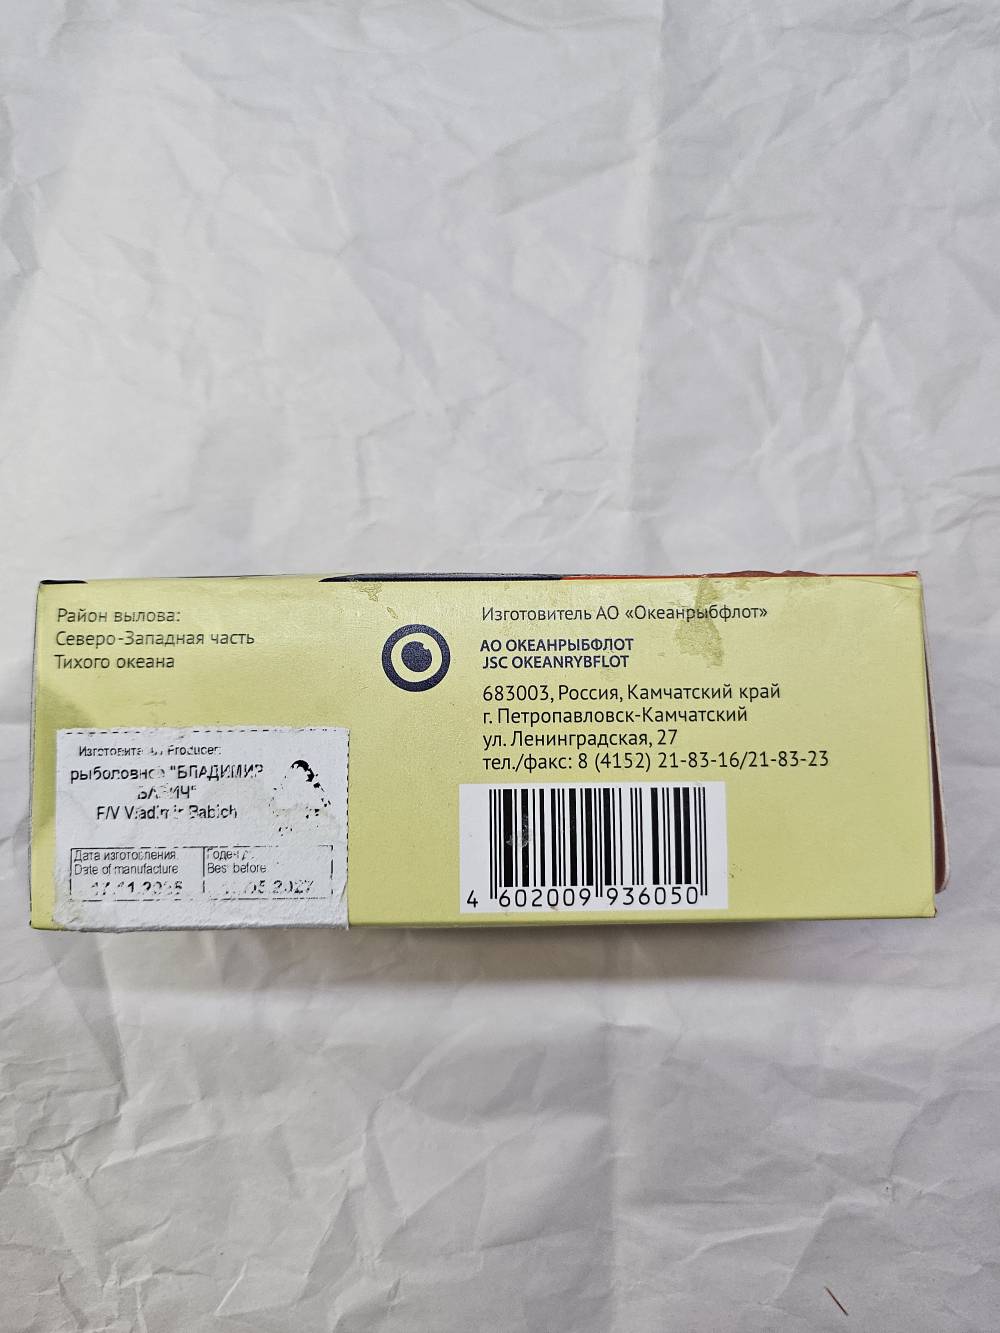 Район вылова:
Северо-Западная часть
Тихого океана
Изготовитель АО «Океанрыбфлот»
АО ОКЕАНРЫБФЛОТ
JSC OKEANRYBFLOT
683003, Россия, Камчатский край
г. Петропавловск-Камчатский
ул. Ленинградская, 27
тел./факс: 8 (4152) 21-83-16/21-83-23
4 602009 936050
Producer:
"ВЛАДИМИР
F/V Vladimir Babich
Дата изготовления
Date of manufacture
Best before